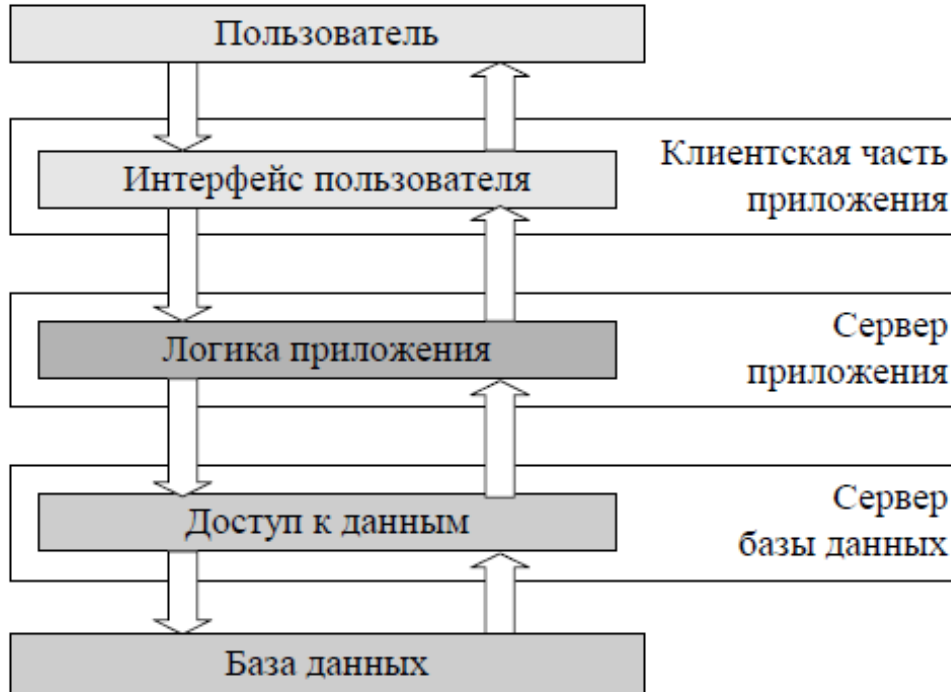 Пользователь
Интерфейс пользователя
Клиентская часть
приложения
Логика приложения
Сервер
приложения
Доступ к данным
Сервер
базы данных
База данных